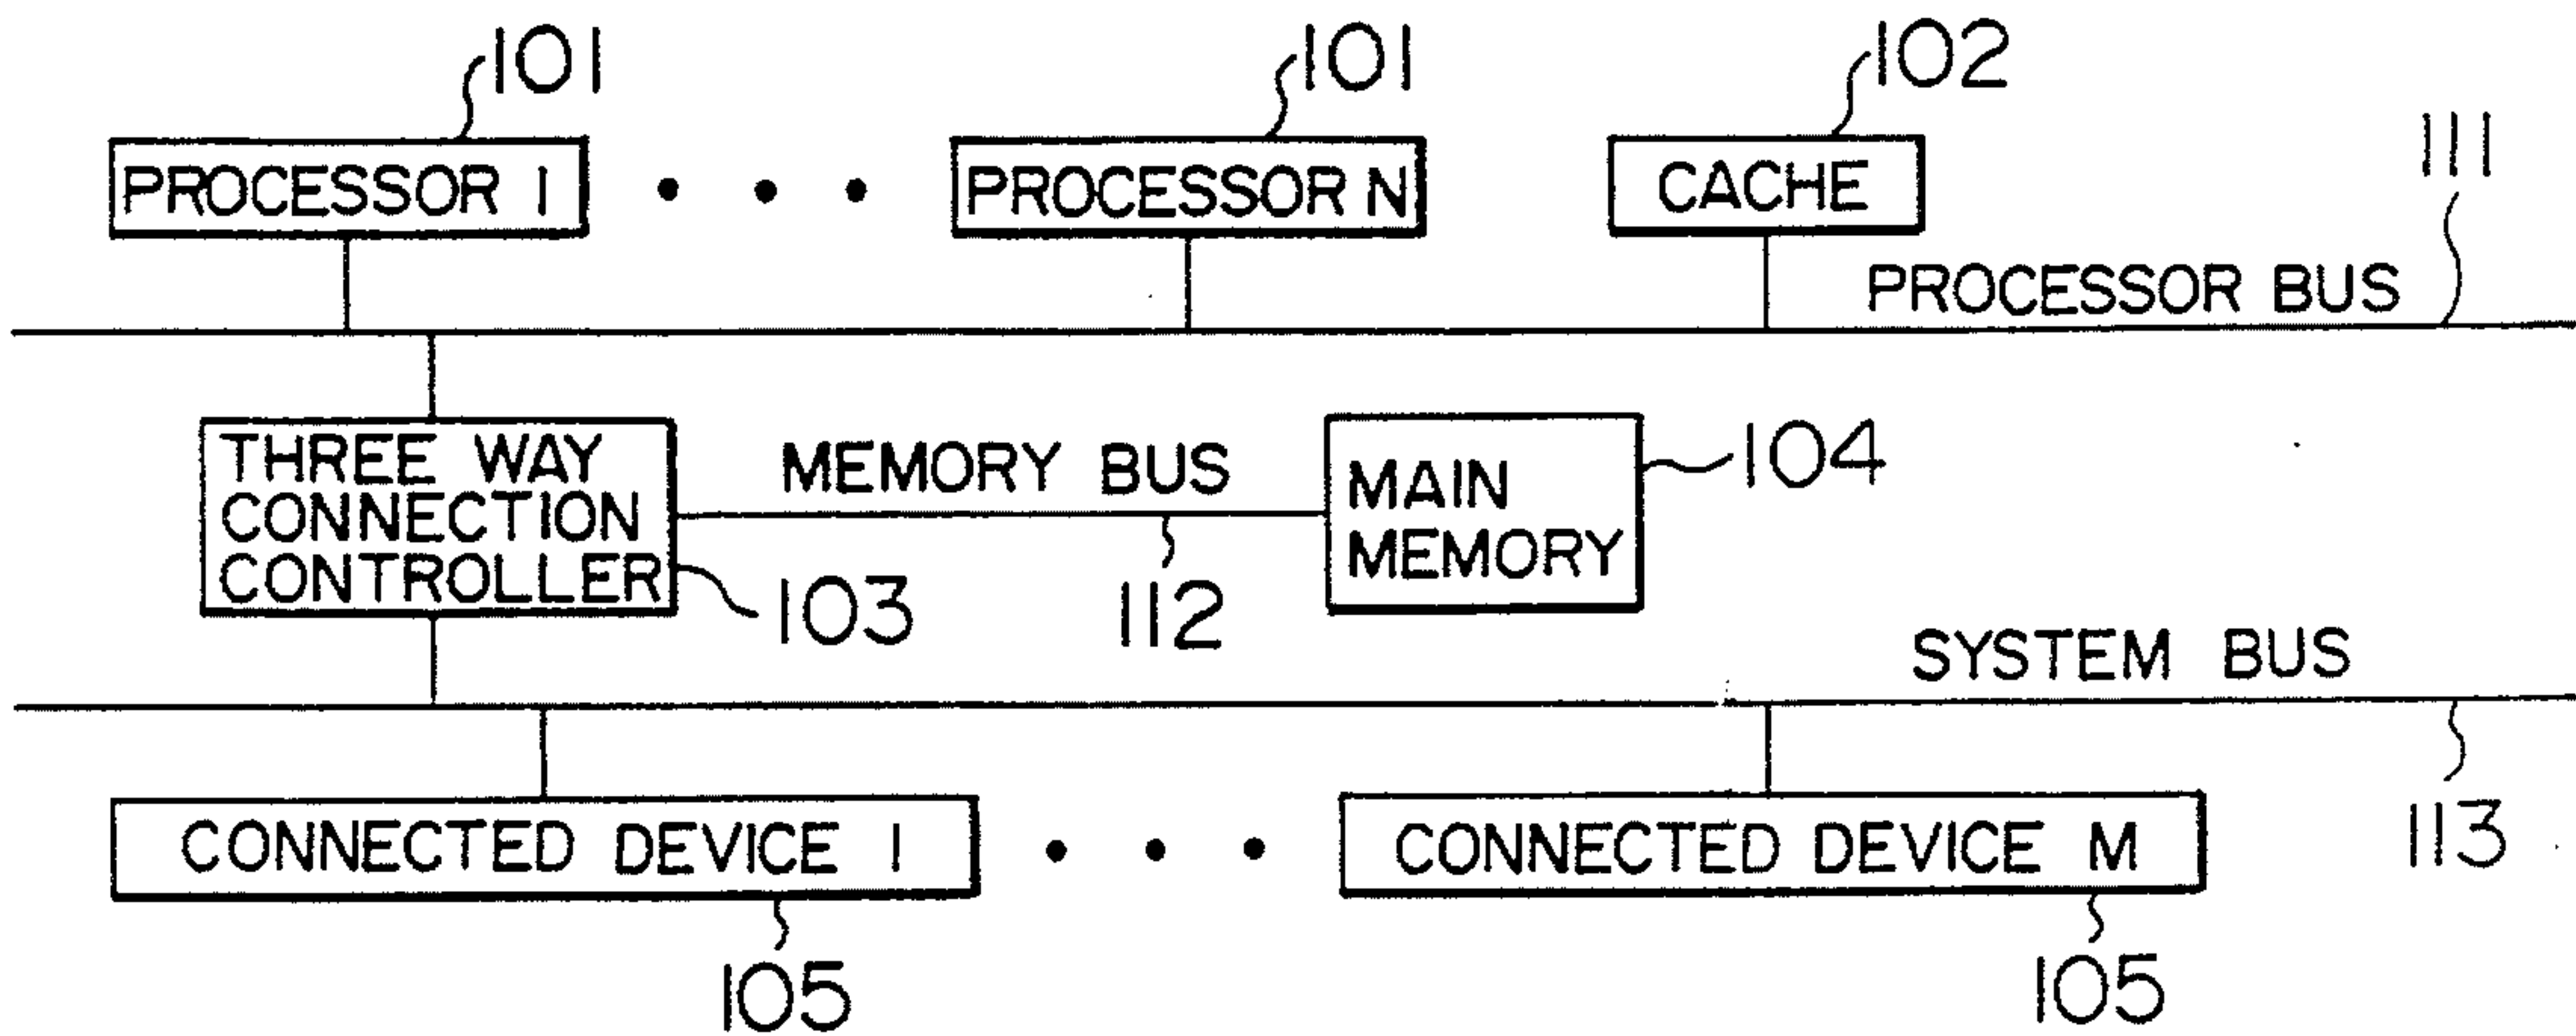 101
101
102
111
PROCESSOR 1
PROCESSOR N
CACHE
PROCESSOR BUS
THREE WAY
CONNECTION
CONTROLLER
103
MEMORY BUS
112
MAIN
MEMORY
104
SYSTEM BUS
113
CONNECTED DEVICE 1
CONNECTED DEVICE M
105
105